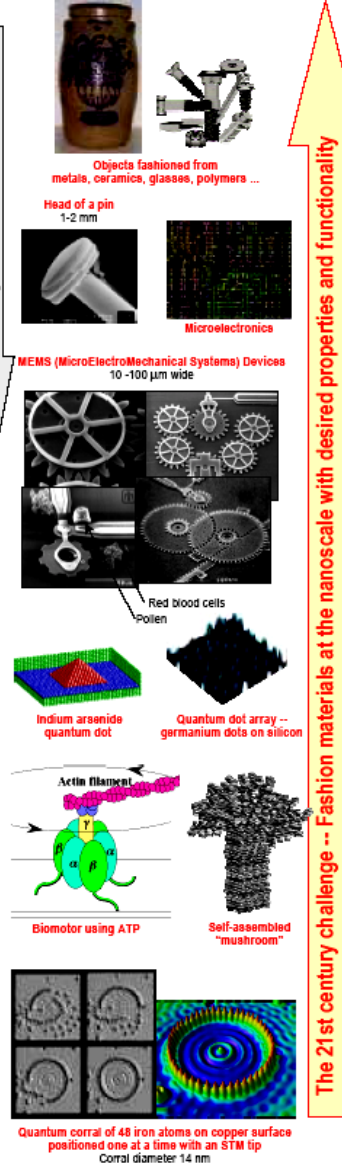 Objects fashioned from
metals, ceramics, glasses, polymers ...
Head of a pin
1-2 mm
Microelectronics
MEMS (MicroElectroMechanical Systems) Devices
10 -100 μm wide
Red blood cells
Pollen
Indium arsenide
quantum dot
Quantum dot array --
germanium dots on silicon
Actin filament
γ
β
α
α
β
Biomotor using ATP
Self-assembled
"mushroom"
Quantum corral of 48 iron atoms on copper surface
positioned one at a time with an STM tip
Corral diameter 14 nm
The 21st century challenge -- Fashion materials at the nanoscale with desired properties and functionality